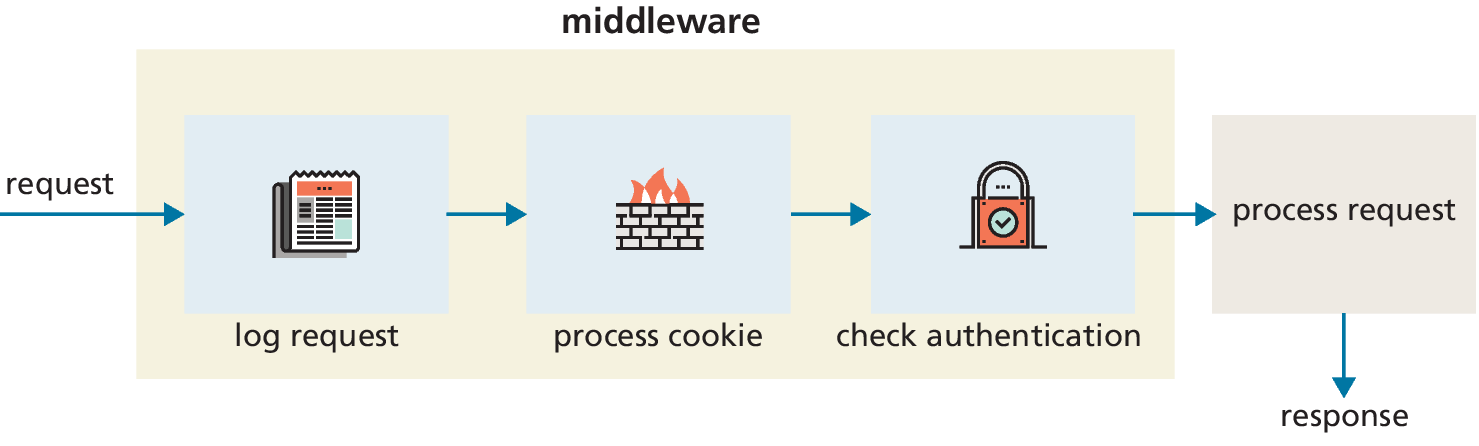 middleware
request
process request
log request
process cookie
check authentication
response